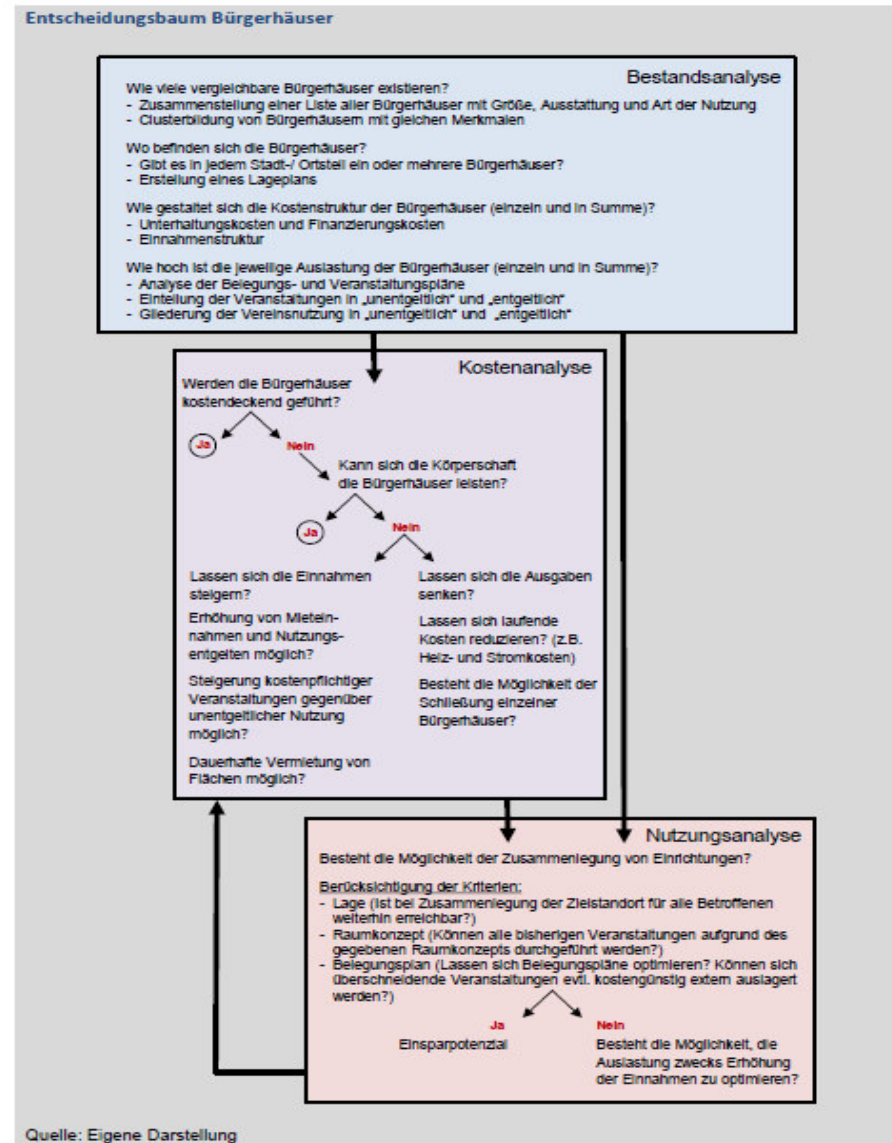 Entscheidungsbaum Bürgerhäuser
Bestandsanalyse
Wie viele vergleichbare Bürgerhäuser existieren?
- Zusammenstellung einer Liste aller Bürgerhäuser mit Größe, Ausstattung und Art der Nutzung
- Clusterbildung von Bürgerhäusern mit gleichen Merkmalen
Wo befinden sich die Bürgerhäuser?
- Gibt es in jedem Stadt-/ Ortsteil ein oder mehrere Bürgerhäuser?
- Erstellung eines Lageplans
Wie gestaltet sich die Kostenstruktur der Bürgerhäuser (einzeln und in Summe)?
- Unterhaltungskosten und Finanzierungskosten
- Einnahmenstruktur
Wie hoch ist die jeweilige Auslastung der Bürgerhäuser (einzeln und in Summe)?
- Analyse der Belegungs- und Veranstaltungspläne
- Einteilung der Veranstaltungen in „unentgeltlich“ und „entgeltlich“
- Gliederung der Vereinsnutzung in „unentgeltlich“ und „entgeltlich“
Kostenanalyse
Werden die Bürgerhäuser
kostendeckend geführt?
Ja
Nein
Kann sich die Körperschaft
die Bürgerhäuser leisten?
Ja
Nein
Lassen sich die Einnahmen
steigern?
Erhöhung von Mietein-
nahmen und Nutzungs-
entgelten möglich?
Steigerung kostenpflichtiger
Veranstaltungen gegenüber
unentgeltlicher Nutzung
möglich?
Dauerhafte Vermietung von
Flächen möglich?
Lassen sich die Ausgaben
senken?
Lassen sich laufende
Kosten reduzieren? (z.B.
Heiz- und Stromkosten)
Besteht die Möglichkeit der
Schließung einzelner
Bürgerhäuser?
Nutzungsanalyse
Besteht die Möglichkeit der Zusammenlegung von Einrichtungen?
Berücksichtigung der Kriterien:
- Lage (Ist bei Zusammenlegung der Zielstandort für alle Betroffenen
weiterhin erreichbar?)
- Raumkonzept (Können alle bisherigen Veranstaltungen aufgrund des
gegebenen Raumkonzepts durchgeführt werden?)
- Belegungsplan (Lassen sich Belegungspläne optimieren? Können sich
überschneidende Veranstaltungen evtl. kostengünstig extern auslagert
werden?)
Ja
Einsparpotenzial
Nein
Besteht die Möglichkeit, die
Auslastung zwecks Erhöhung
der Einnahmen zu optimieren?
Quelle: Eigene Darstellung